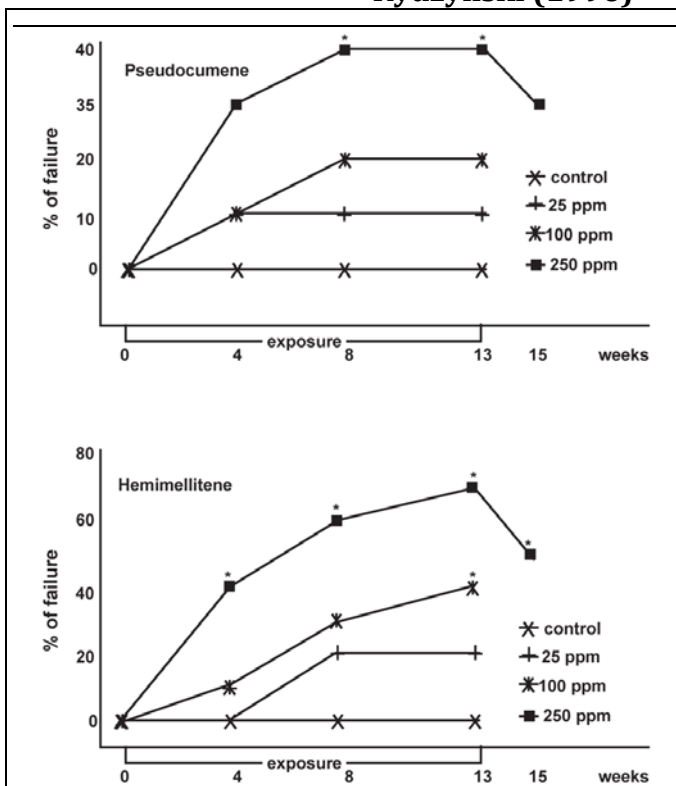 Pseudocumene
% of failure
40
35
20
10
0
control
25 ppm
100 ppm
250 ppm
exposure
0 4 8 13 15 weeks
Hemimellitene
% of failure
80
60
40
20
0
control
25 ppm
100 ppm
250 ppm
exposure
0 4 8 13 15 weeks